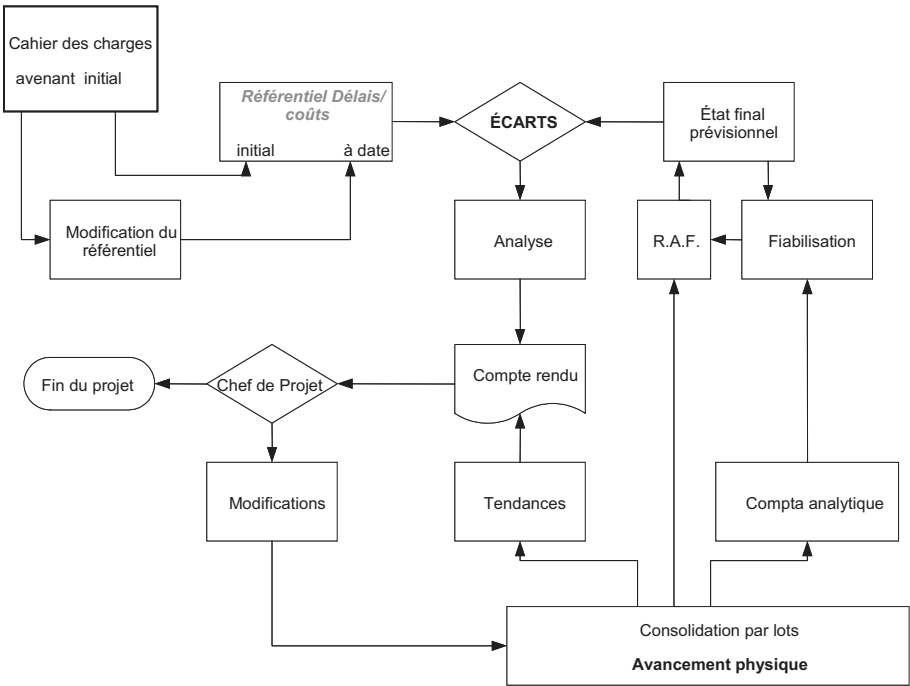 Cahier des charges
avenant initial
Référentiel Délais/
coûts
initial à date
ÉCARTS
État final
prévisionnel
Modification du
référentiel
Analyse
R.A.F.
Fiabilisation
Fin du projet
Chef de Projet
Compte rendu
Modifications
Tendances
Compta analytique
Consolidation par lots
Avancement physique